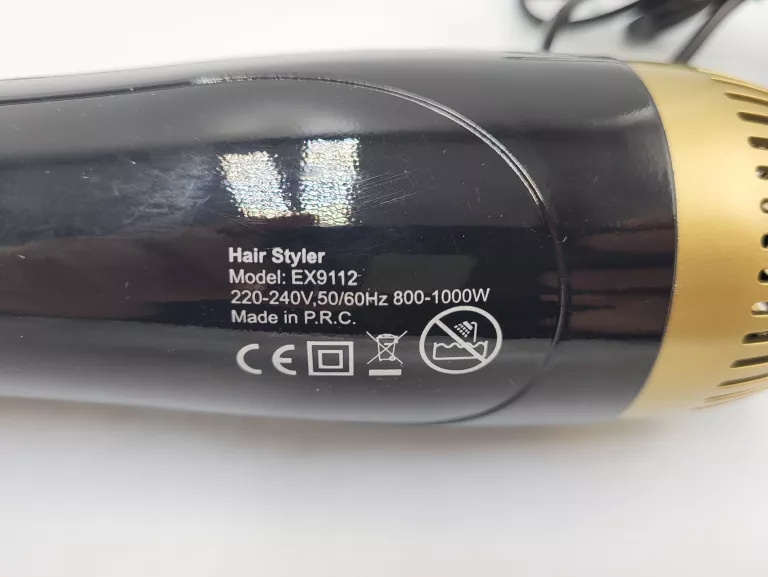 Hair Styler
Model: EX9112
220-240V,50/60Hz 800-1000W
Made in P.R.C.
CE